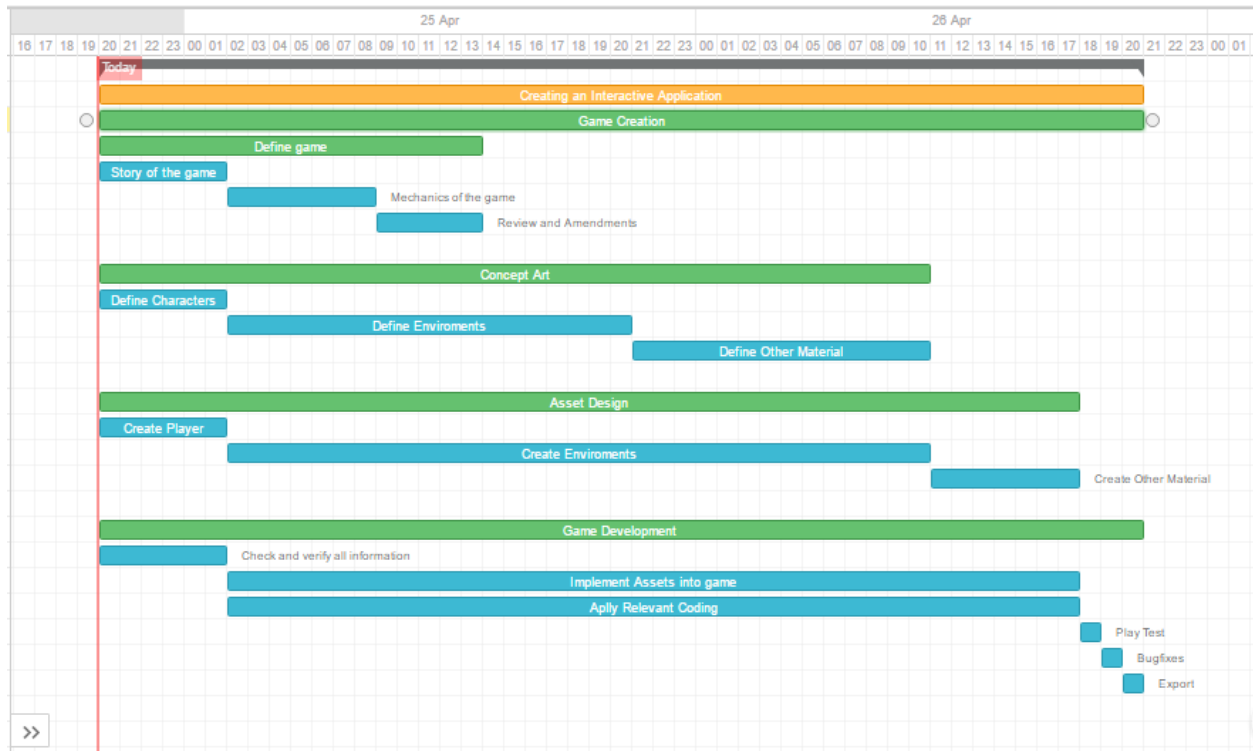 25 Apr 26 Apr
16 17 18 19 20 21 22 23 00 01 02 03 04 05 06 07 08 09 10 11 12 13 14 15 16 17 18 19 20 21 22 23 00 01 02 03 04 05 06 07 08 09 10 11 12 13 14 15 16 17 18 19 20 21 22 23 00 01
Today
Creating an Interactive Application
Game Creation
Define game
Story of the game
Mechanics of the game
Review and Amendments
Concept Art
Define Characters
Define Enviroments
Define Other Material
Asset Design
Create Player
Create Enviroments
Create Other Material
Game Development
Check and verify all information
Implement Assets into game
Aplly Relevant Coding
Play Test
Bugfixes
Export